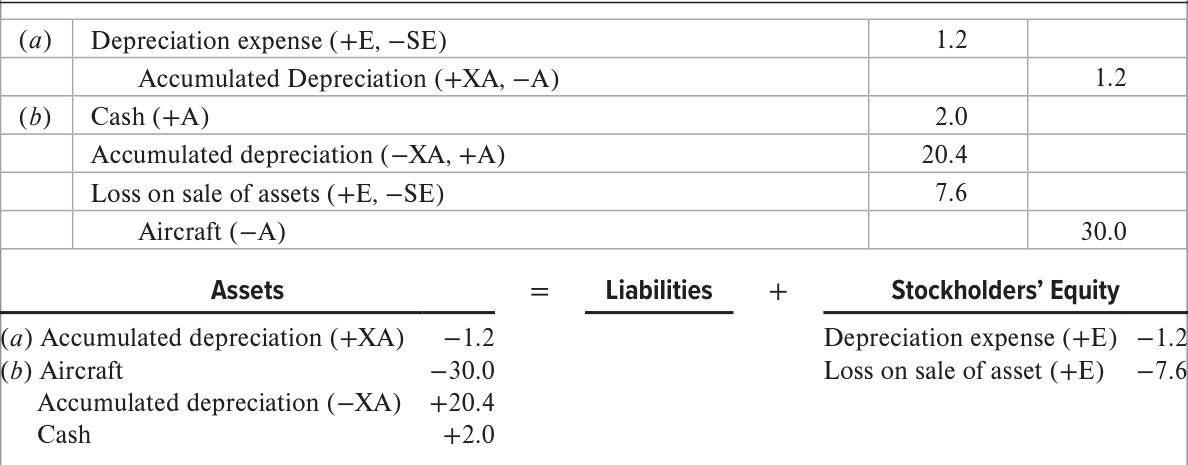 (a) Depreciation expense (+E, −SE) 1.2
Accumulated Depreciation (+XA, −A) 1.2
(b) Cash (+A) 2.0
Accumulated depreciation (−XA, +A) 20.4
Loss on sale of assets (+E, −SE) 7.6
Aircraft (−A) 30.0
Assets = Liabilities + Stockholders’ Equity
(a) Accumulated depreciation (+XA) −1.2 Depreciation expense (+E) −1.2
(b) Aircraft −30.0 Loss on sale of asset (+E) −7.6
Accumulated depreciation (−XA) +20.4
Cash +2.0